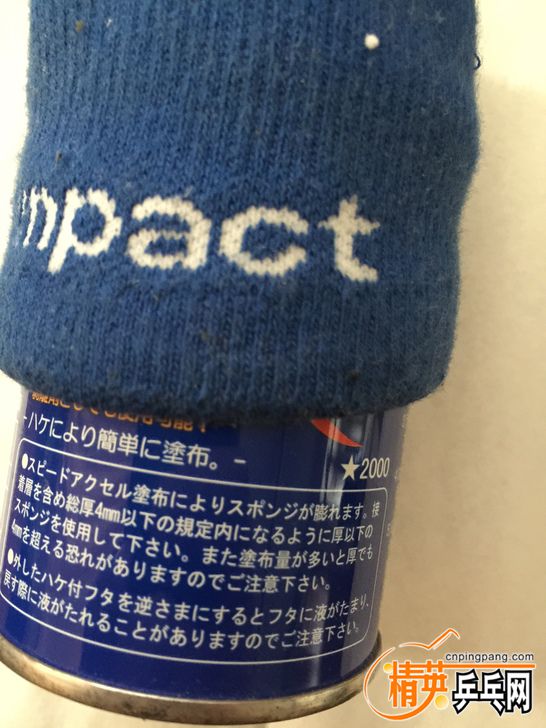 mpact
- ハケにより簡単に塗布。-
★2000
●スピードアクセル塗布によりスポンジが膨れます。接
着層を含め総厚4mm以下の規定内になるように厚以下の
スポンジを使用して下さい。また塗布量が多いと厚でも
4mmを超える恐れがありますのでご注意下さい。
●外したハケ付フタを逆さまにするとフタに液がたまり、
戻す際に液がたれることがありますのでご注意下さい。
cnpingpang.com
精英乒乓网